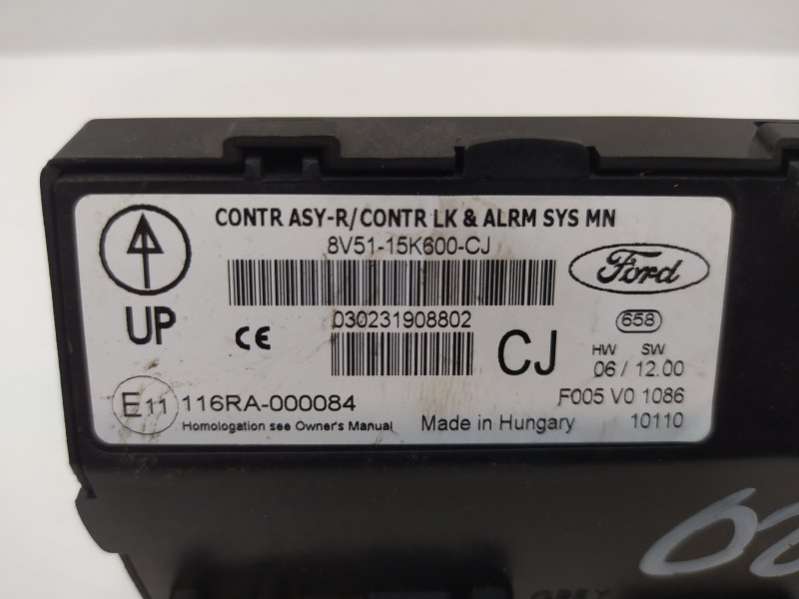 CONTR ASY-R/CONTR LK & ALRM SYS MN
8V51-15K600-CJ
Ford
UP
CE
030231908802
CJ
658
HW SW
06 / 12.00
E11 116RA-000084
Homologation see Owner's Manual
Made in Hungary
F005 V0 1086
10110